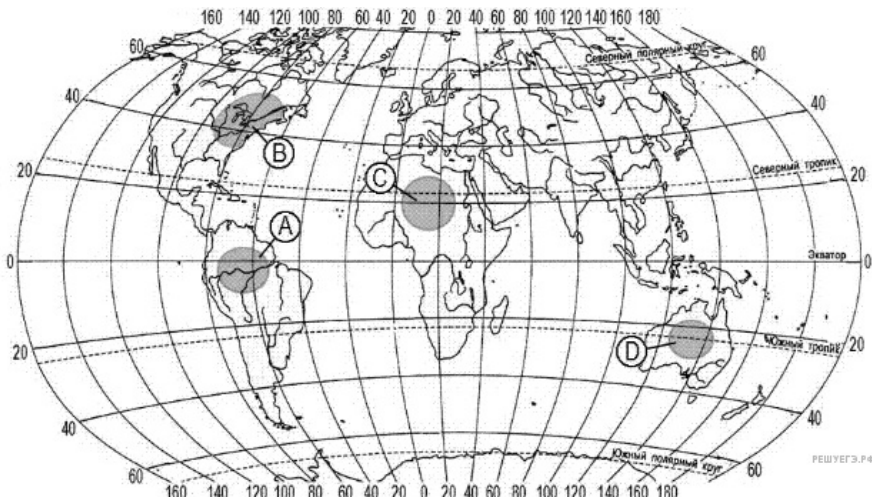 160 140 120 100 80 60 40 20 0 20 40 60 80 100 120 140 160 180
60 Северный полярный круг 60
40 40
B
20 Северный тропик 20
C
A
0 Экватор 0
D Южный тропик
20 20
40 40
60 Южный полярный круг 60
РЕШУЕГЭ.РФ
160 140 120 100 80 60 40 20 0 20 40 60 80 100 120 140 160 180